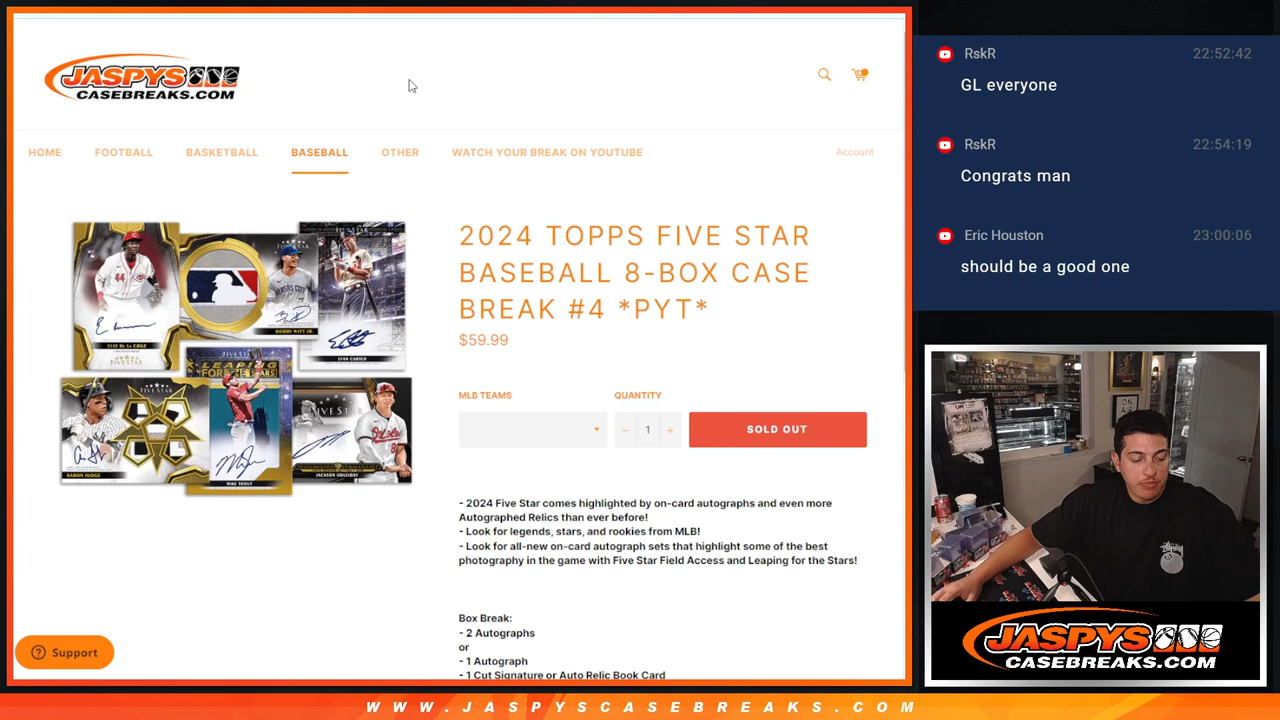 JASPYS
CASEBREAKS.COM
HOME
FOOTBALL
BASKETBALL
BASEBALL
OTHER
WATCH YOUR BREAK ON YOUTUBE
Account
2024 TOPPS FIVE STAR
BASEBALL 8-BOX CASE
BREAK #4 *PYT*
$59.99
MLB TEAMS
QUANTITY
− 1 +
SOLD OUT
- 2024 Five Star comes highlighted by on-card autographs and even more
Autographed Relics than ever before!
- Look for legends, stars, and rookies from MLB!
- Look for all-new on-card autograph sets that highlight some of the best
photography in the game with Five Star Field Access and Leaping for the Stars!
Box Break:
- 2 Autographs
or
- 1 Autograph
- 1 Cut Signature or Auto Relic Book Card
Support
RskR
22:52:42
GL everyone
RskR
22:54:19
Congrats man
Eric Houston
23:00:06
should be a good one
JASPYS
CASEBREAKS.COM
WWW.JASPYSCASEBREAKS.COM